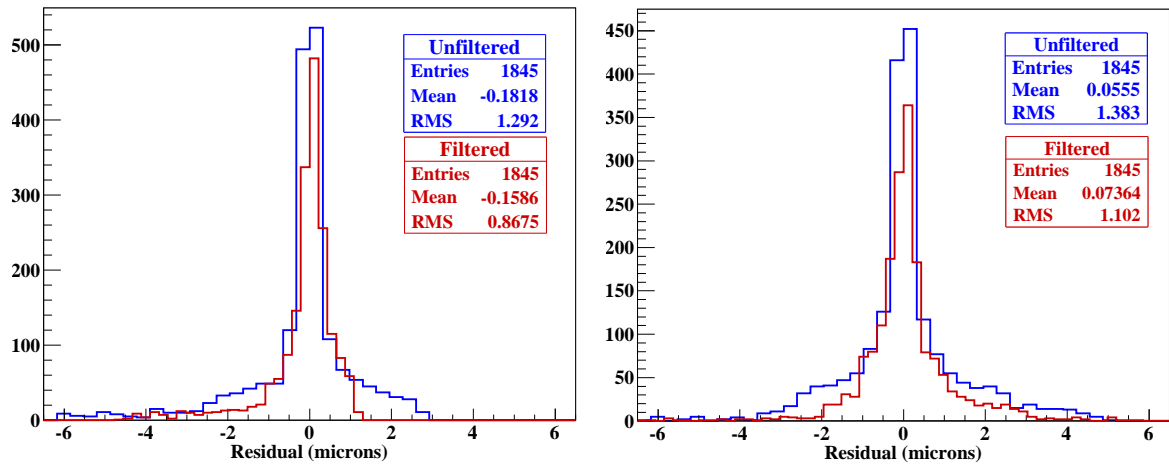 500
400
300
200
100
0
-6 -4 -2 0 2 4 6
Residual (microns)
Unfiltered
Entries 1845
Mean -0.1818
RMS 1.292
Filtered
Entries 1845
Mean -0.1586
RMS 0.8675
450
400
350
300
250
200
150
100
50
0
-6 -4 -2 0 2 4 6
Residual (microns)
Unfiltered
Entries 1845
Mean 0.0555
RMS 1.383
Filtered
Entries 1845
Mean 0.07364
RMS 1.102